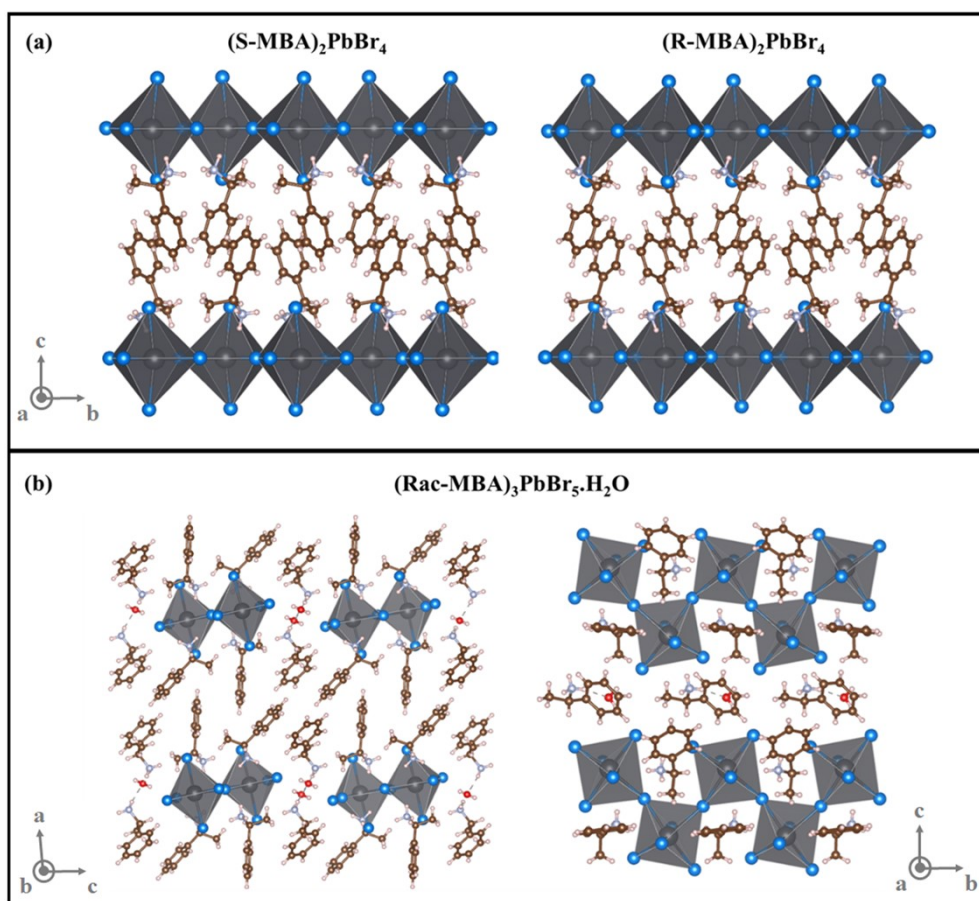 (a) (S-MBA)₂PbBr₄ (R-MBA)₂PbBr₄
c
a b
(b) (Rac-MBA)₃PbBr₅.H₂O
a
b c
c
a b